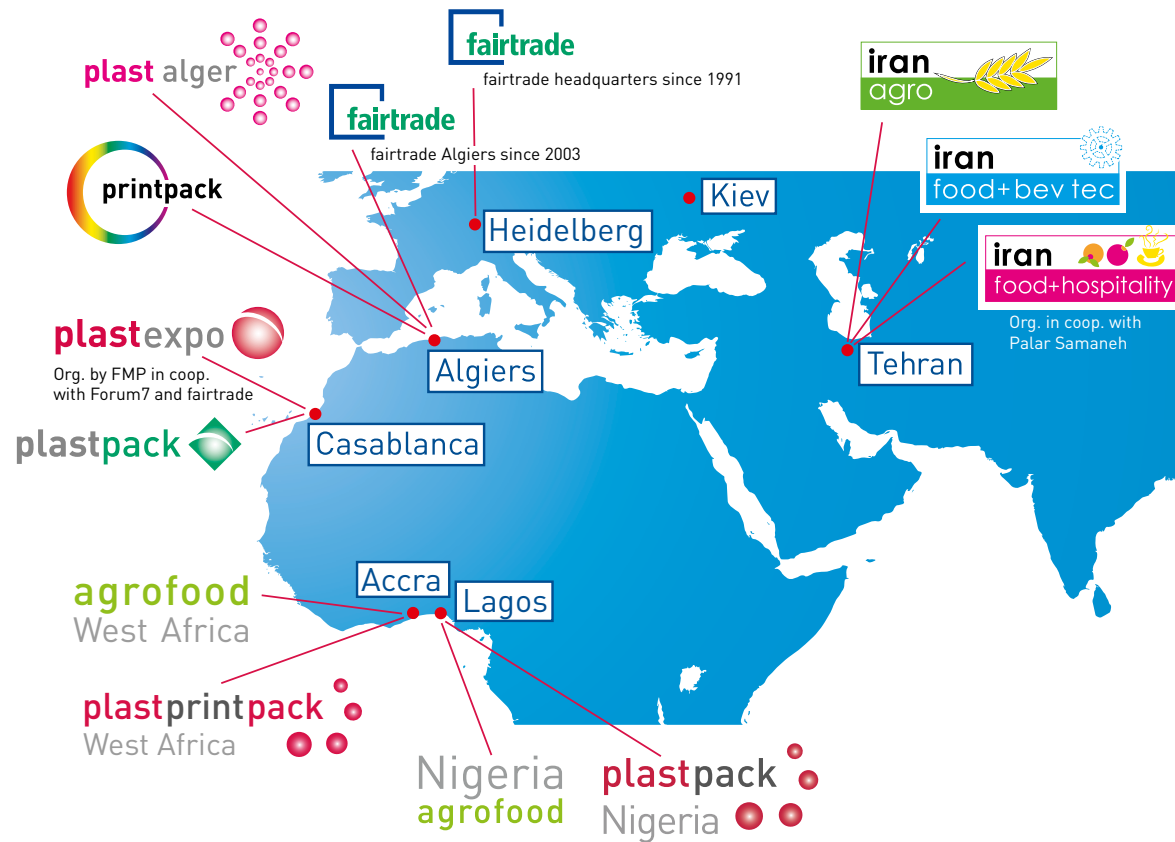 fairtrade
fairtrade headquarters since 1991
plast alger
fairtrade
fairtrade Algiers since 2003
iran
agro
iran
food+bev tec
printpack
Kiev
Heidelberg
iran
food+hospitality
Org. in coop. with
Palar Samaneh
plastexpo
Org. by FMP in coop.
with Forum7 and fairtrade
Algiers
Tehran
plastpack
Casablanca
agrofood
West Africa
Accra
Lagos
plastprintpack
West Africa
Nigeria
agrofood
plastpack
Nigeria